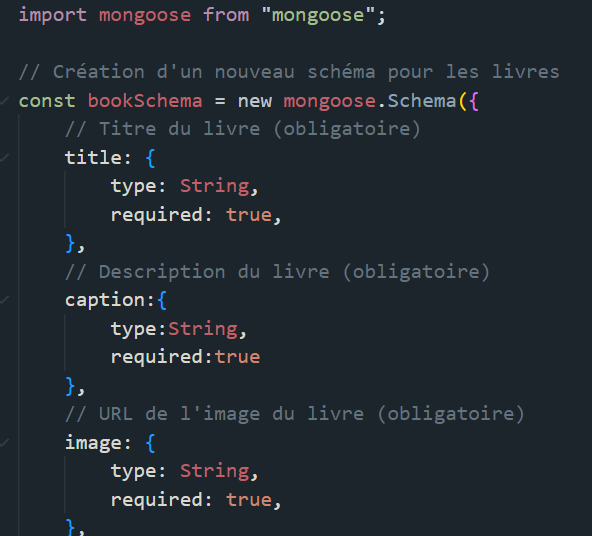 import mongoose from "mongoose";
// Création d'un nouveau schéma pour les livres
const bookSchema = new mongoose.Schema({
// Titre du livre (obligatoire)
title: {
type: String,
required: true,
},
// Description du livre (obligatoire)
caption:{
type:String,
required:true
},
// URL de l'image du livre (obligatoire)
image: {
type: String,
required: true,
},